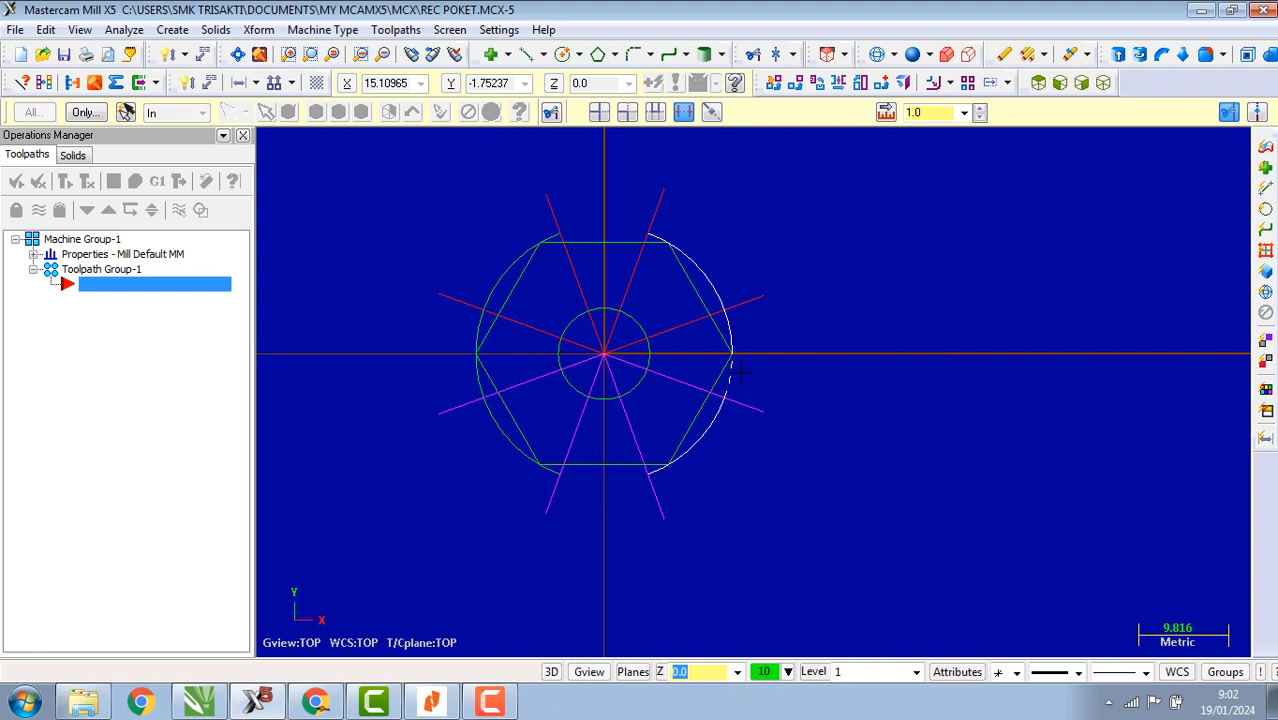 Mastercam Mill X5  C:\USERS\SMK TRISAKTI\DOCUMENTS\MY MCAMX5\MCX\REC POKET.MCX-5
File Edit View Analyze Create Solids Xform Machine Type Toolpaths Screen Settings Help
X 15.10965 Y -1.75237 Z 0.0
All... Only... In 1.0
Operations Manager
Toolpaths Solids
G1
Machine Group-1
Properties - Mill Default MM
Toolpath Group-1
Y
X
Gview:TOP WCS:TOP T/Cplane:TOP
9.816
Metric
3D Gview Planes Z 0.0 10 Level 1 Attributes WCS Groups
9:02
19/01/2024